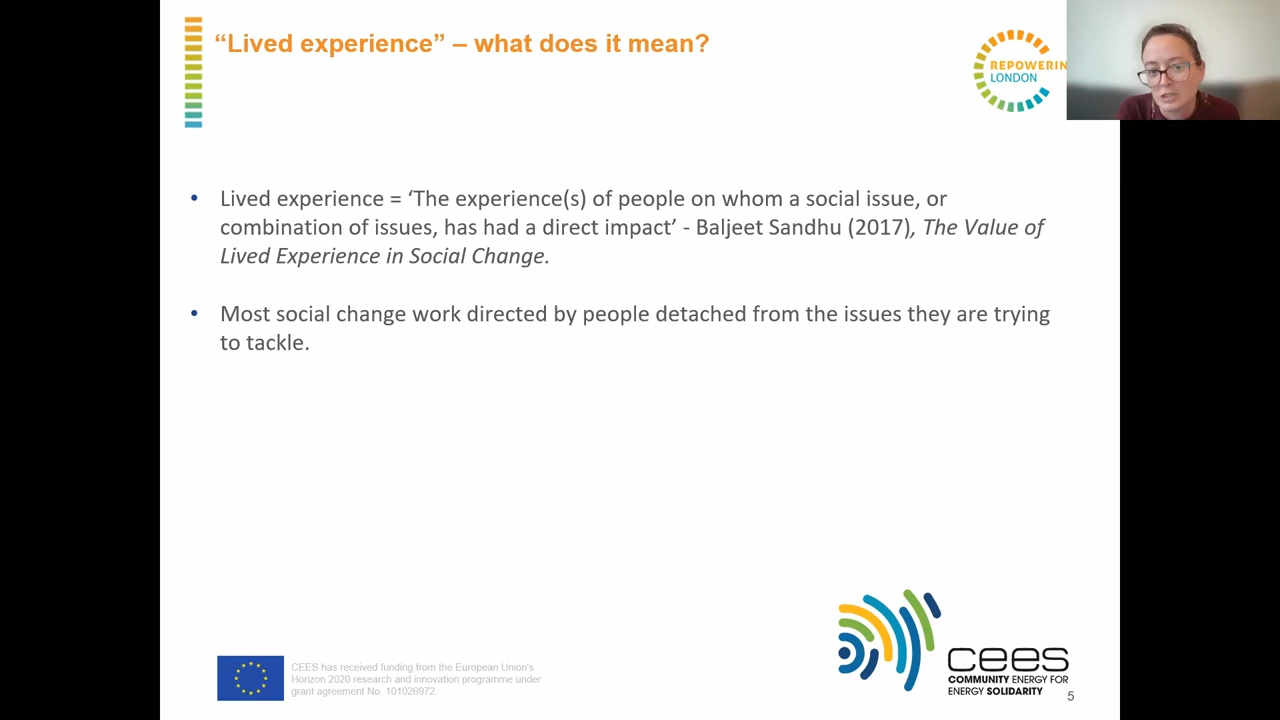 “Lived experience” – what does it mean?
REPOWERIN
LONDON
• Lived experience = ‘The experience(s) of people on whom a social issue, or
combination of issues, has had a direct impact’ - Baljeet Sandhu (2017), The Value of
Lived Experience in Social Change.
• Most social change work directed by people detached from the issues they are trying
to tackle.
CEES has received funding from the European Union's
Horizon 2020 research and innovation programme under
grant agreement No. 101026972.
cees
COMMUNITY ENERGY FOR
ENERGY SOLIDARITY
5